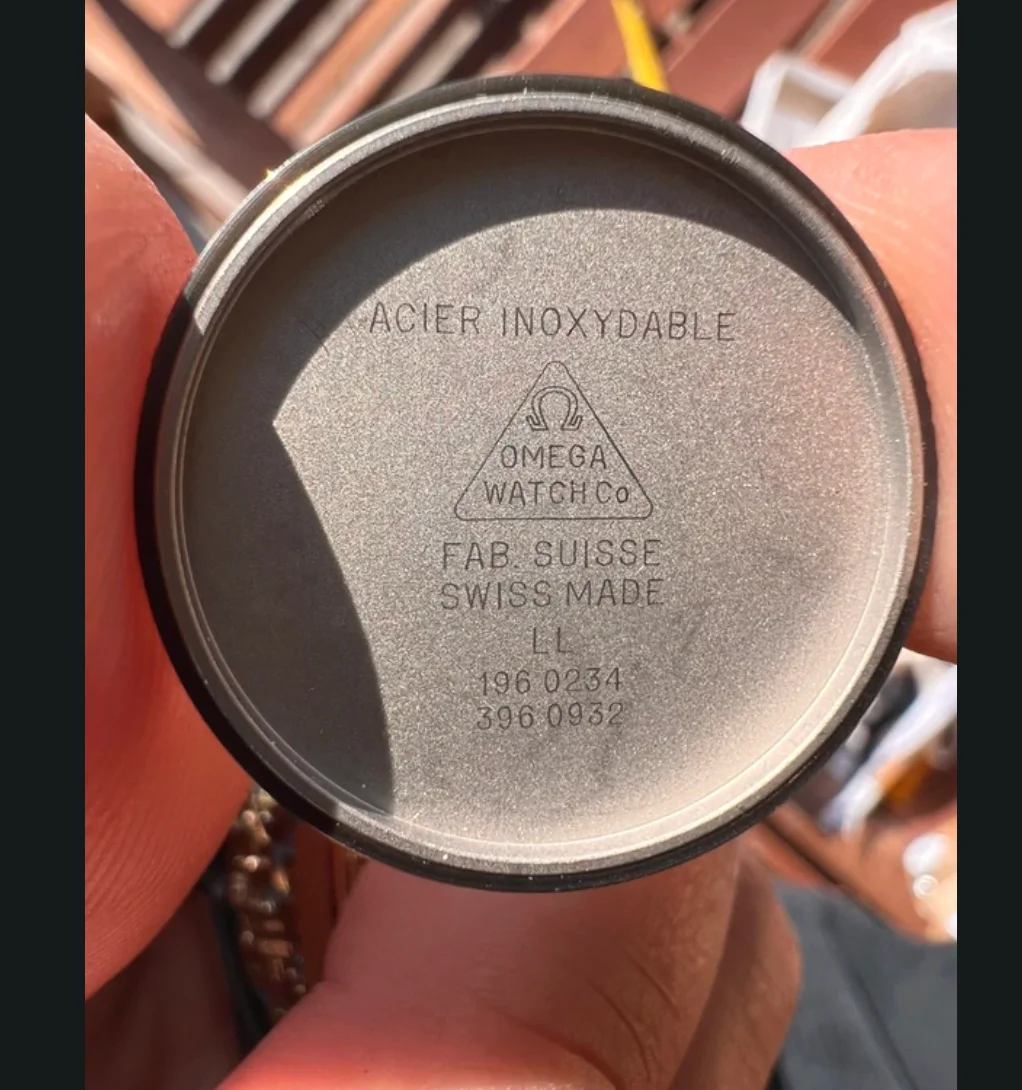 ACIER INOXYDABLE
Ω
OMEGA
WATCH Co
FAB. SUISSE
SWISS MADE
LL
196 0234
396 0932